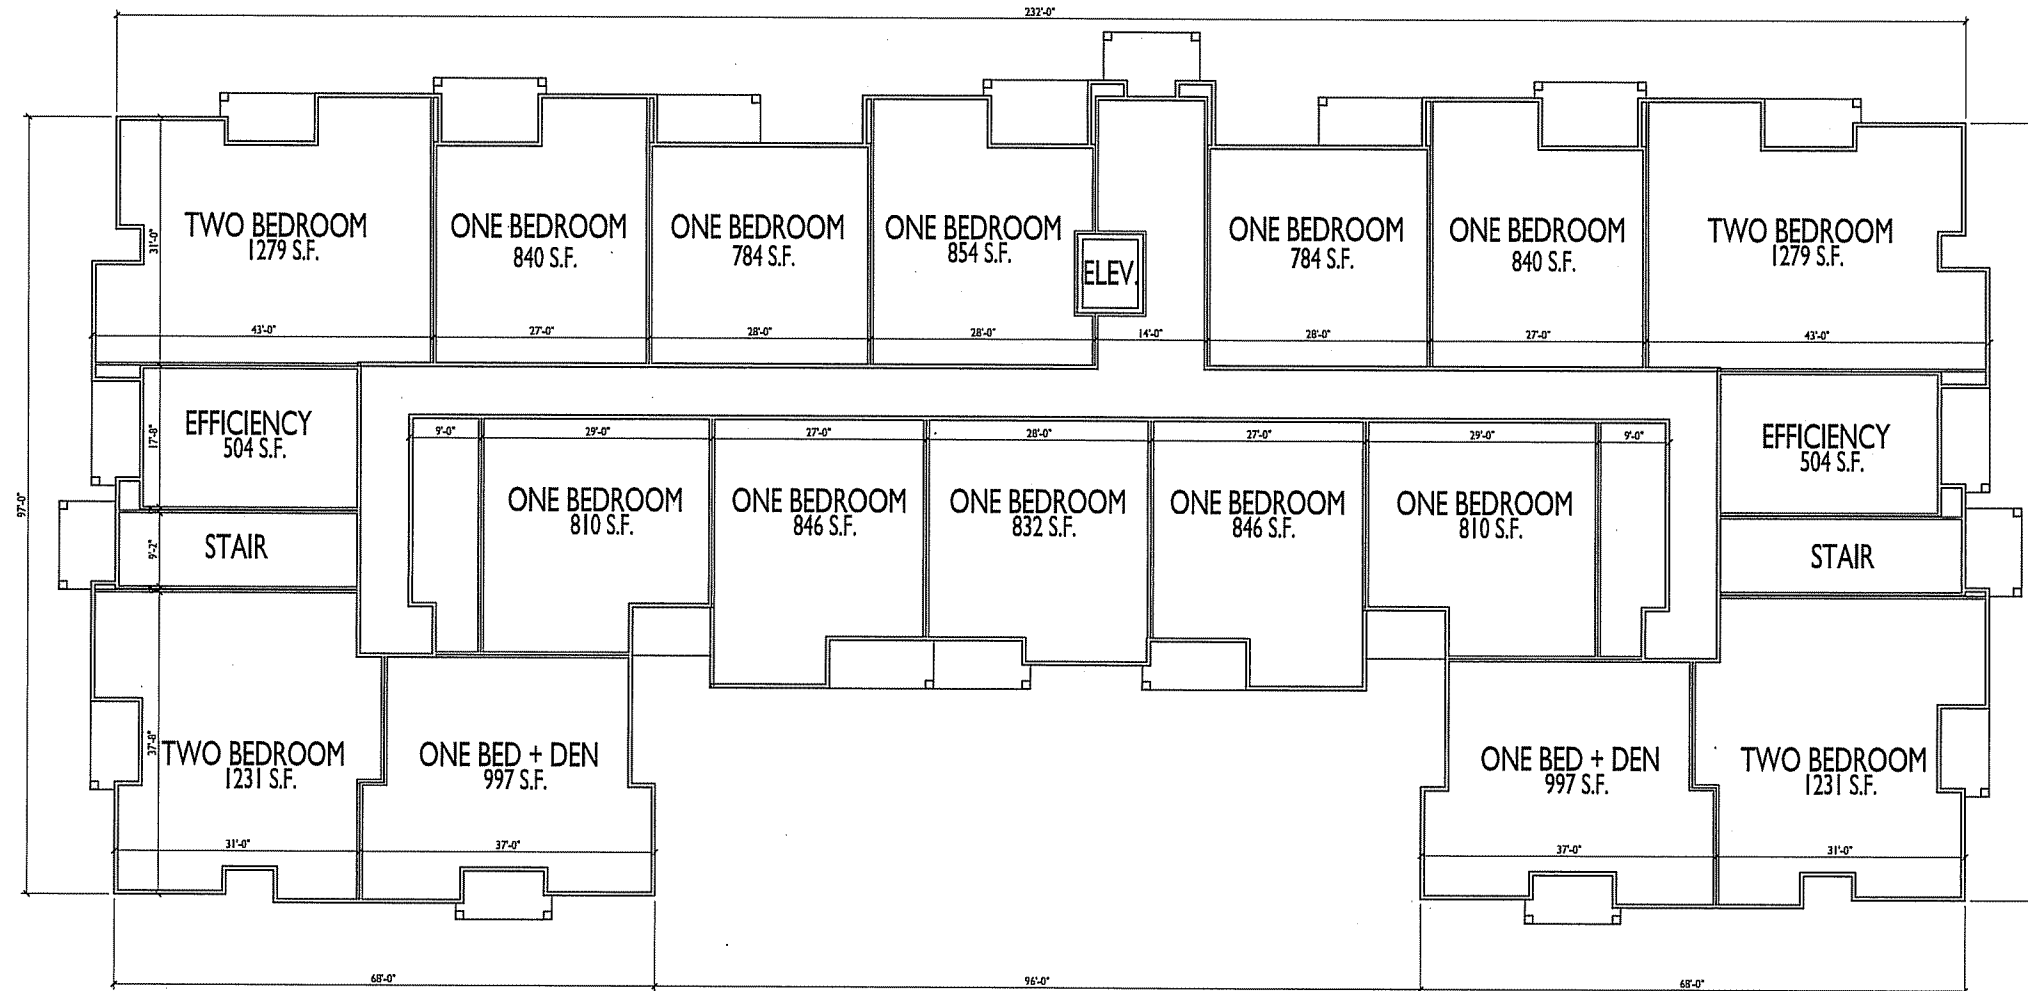 232'-0"
TWO BEDROOM
1279 S.F.
ONE BEDROOM
840 S.F.
ONE BEDROOM
784 S.F.
ONE BEDROOM
854 S.F.
ELEV.
ONE BEDROOM
784 S.F.
ONE BEDROOM
840 S.F.
TWO BEDROOM
1279 S.F.
31'-0"
43'-0"
27'-0"
28'-0"
28'-0"
14'-0"
28'-0"
27'-0"
43'-0"
EFFICIENCY
504 S.F.
17'-8"
9'-0"
29'-0"
27'-0"
28'-0"
27'-0"
29'-0"
9'-0"
EFFICIENCY
504 S.F.
97'-0"
ONE BEDROOM
810 S.F.
ONE BEDROOM
846 S.F.
ONE BEDROOM
832 S.F.
ONE BEDROOM
846 S.F.
ONE BEDROOM
810 S.F.
9'-2"
STAIR
STAIR
37'-8"
TWO BEDROOM
1231 S.F.
ONE BED + DEN
997 S.F.
ONE BED + DEN
997 S.F.
TWO BEDROOM
1231 S.F.
31'-0"
37'-0"
37'-0"
31'-0"
68'-0"
96'-0"
68'-0"